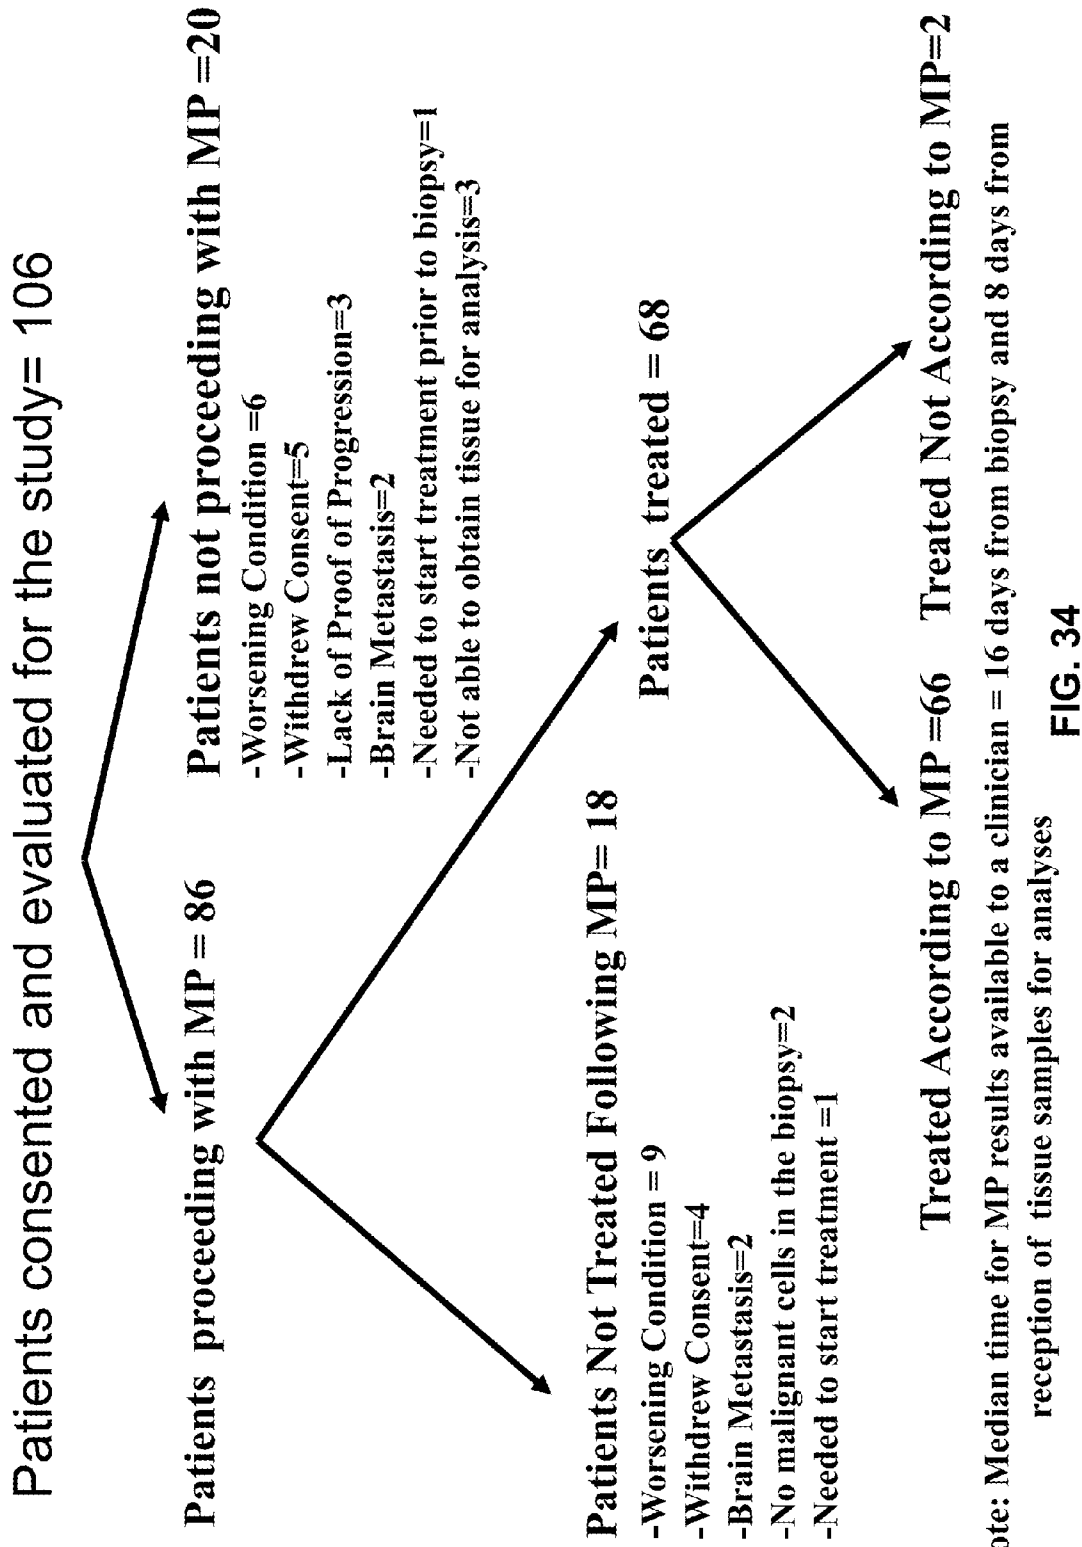 Patients consented and evaluated for the study= 106
Patients proceeding with MP = 86
Patients not proceeding with MP =20
-Worsening Condition =6
-Withdrew Consent=5
-Lack of Proof of Progression=3
-Brain Metastasis=2
-Needed to start treatment prior to biopsy=1
-Not able to obtain tissue for analysis=3
Patients Not Treated Following MP= 18
-Worsening Condition = 9
-Withdrew Consent=4
-Brain Metastasis=2
-No malignant cells in the biopsy=2
-Needed to start treatment =1
Patients treated = 68
Treated According to MP =66
Treated Not According to MP=2
ote: Median time for MP results available to a clinician = 16 days from biopsy and 8 days from
reception of tissue samples for analyses
FIG. 34